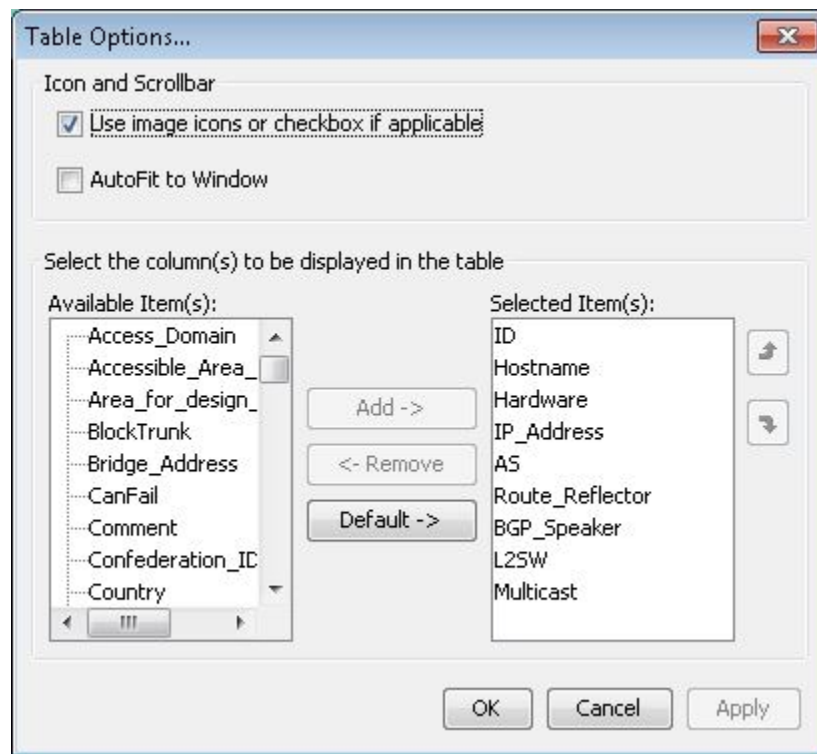 Table Options...
Icon and Scrollbar
Use image icons or checkbox if applicable
AutoFit to Window
Select the column(s) to be displayed in the table
Available Item(s):
Access_Domain
Accessible_Area_
Area_for_design_
BlockTrunk
Bridge_Address
CanFail
Comment
Confederation_ID
Country
Add ->
<- Remove
Default ->
Selected Item(s):
ID
Hostname
Hardware
IP_Address
AS
Route_Reflector
BGP_Speaker
L2SW
Multicast
OK
Cancel
Apply